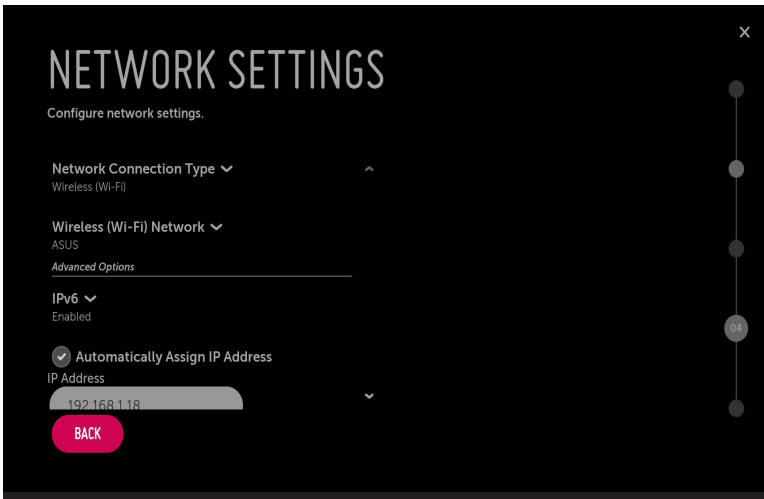 NETWORK SETTINGS
Configure network settings.
Network Connection Type
Wireless (Wi-Fi)
Wireless (Wi-Fi) Network
ASUS
Advanced Options
IPv6
Enabled
04
Automatically Assign IP Address
IP Address
192.168.1.18
BACK